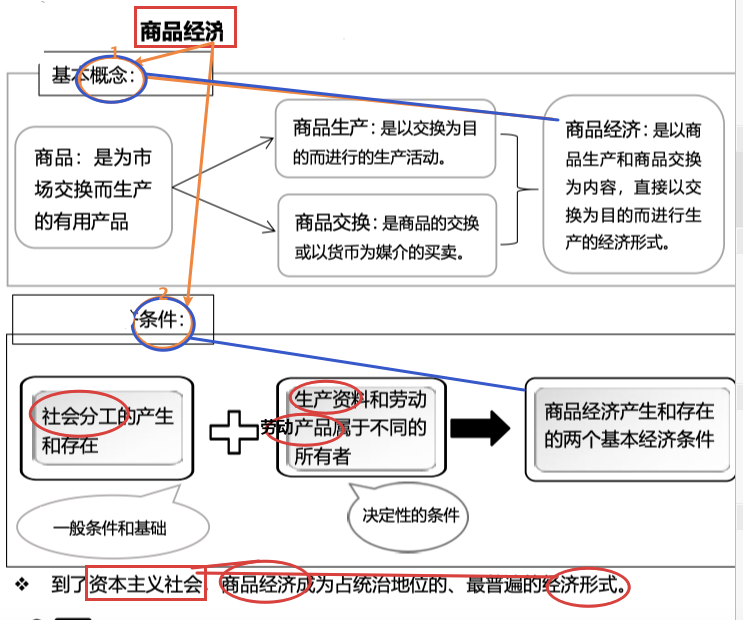 商品经济
1
基本概念：
商品：是为市
场交换而生产
的有用产品
商品生产：是以交换为目
的而进行的生产活动。
商品交换：是商品的交换
或以货币为媒介的买卖。
商品经济：是以商
品生产和商品交换
为内容，直接以交
换为目的而进行生
产的经济形式。
2
条件：
社会分工的产生
和存在
生产资料和劳动
劳动产品属于不同的
所有者
商品经济产生和存在
的两个基本经济条件
一般条件和基础
决定性的条件
❖ 到了资本主义社会，商品经济成为占统治地位的、最普遍的经济形式。